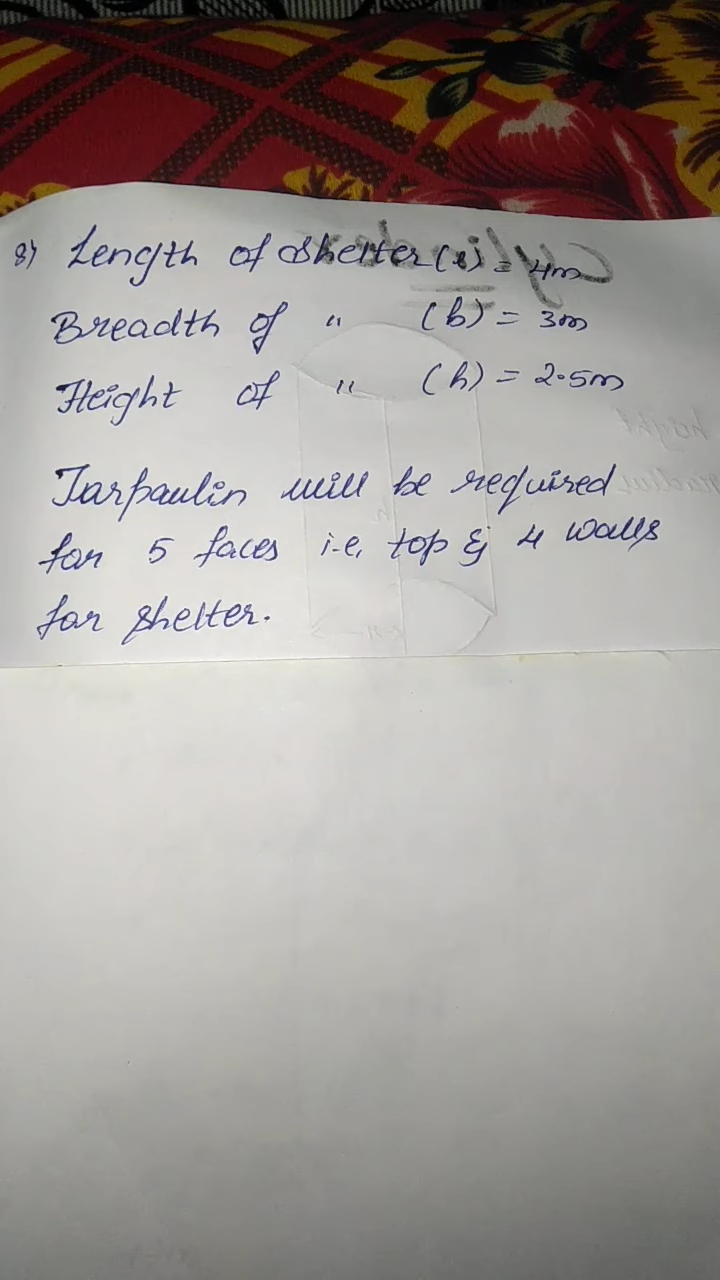 8) Length of shelter (l) = 4m
Breadth of " (b) = 3m
Height of " (h) = 2.5m
Tarpaulin will be required
for 5 faces i.e. top & 4 walls
for shelter.